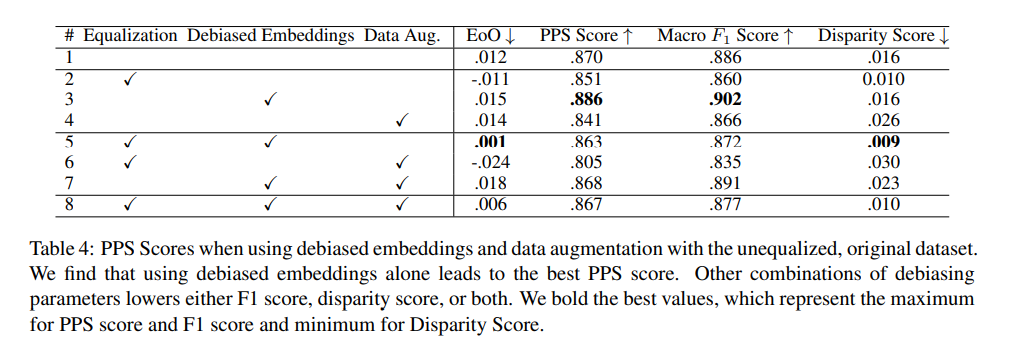 # Equalization Debiased Embeddings Data Aug. EoO ↓ PPS Score ↑ Macro F1 Score ↑ Disparity Score ↓
1 .012 .870 .886 .016
2 ✓ -.011 .851 .860 0.010
3 ✓ .015 .886 .902 .016
4 ✓ .014 .841 .866 .026
5 ✓ ✓ .001 .863 .872 .009
6 ✓ ✓ -.024 .805 .835 .030
7 ✓ ✓ .018 .868 .891 .023
8 ✓ ✓ ✓ .006 .867 .877 .010
Table 4: PPS Scores when using debiased embeddings and data augmentation with the unequalized, original dataset.
We find that using debiased embeddings alone leads to the best PPS score. Other combinations of debiasing
parameters lowers either F1 score, disparity score, or both. We bold the best values, which represent the maximum
for PPS score and F1 score and minimum for Disparity Score.